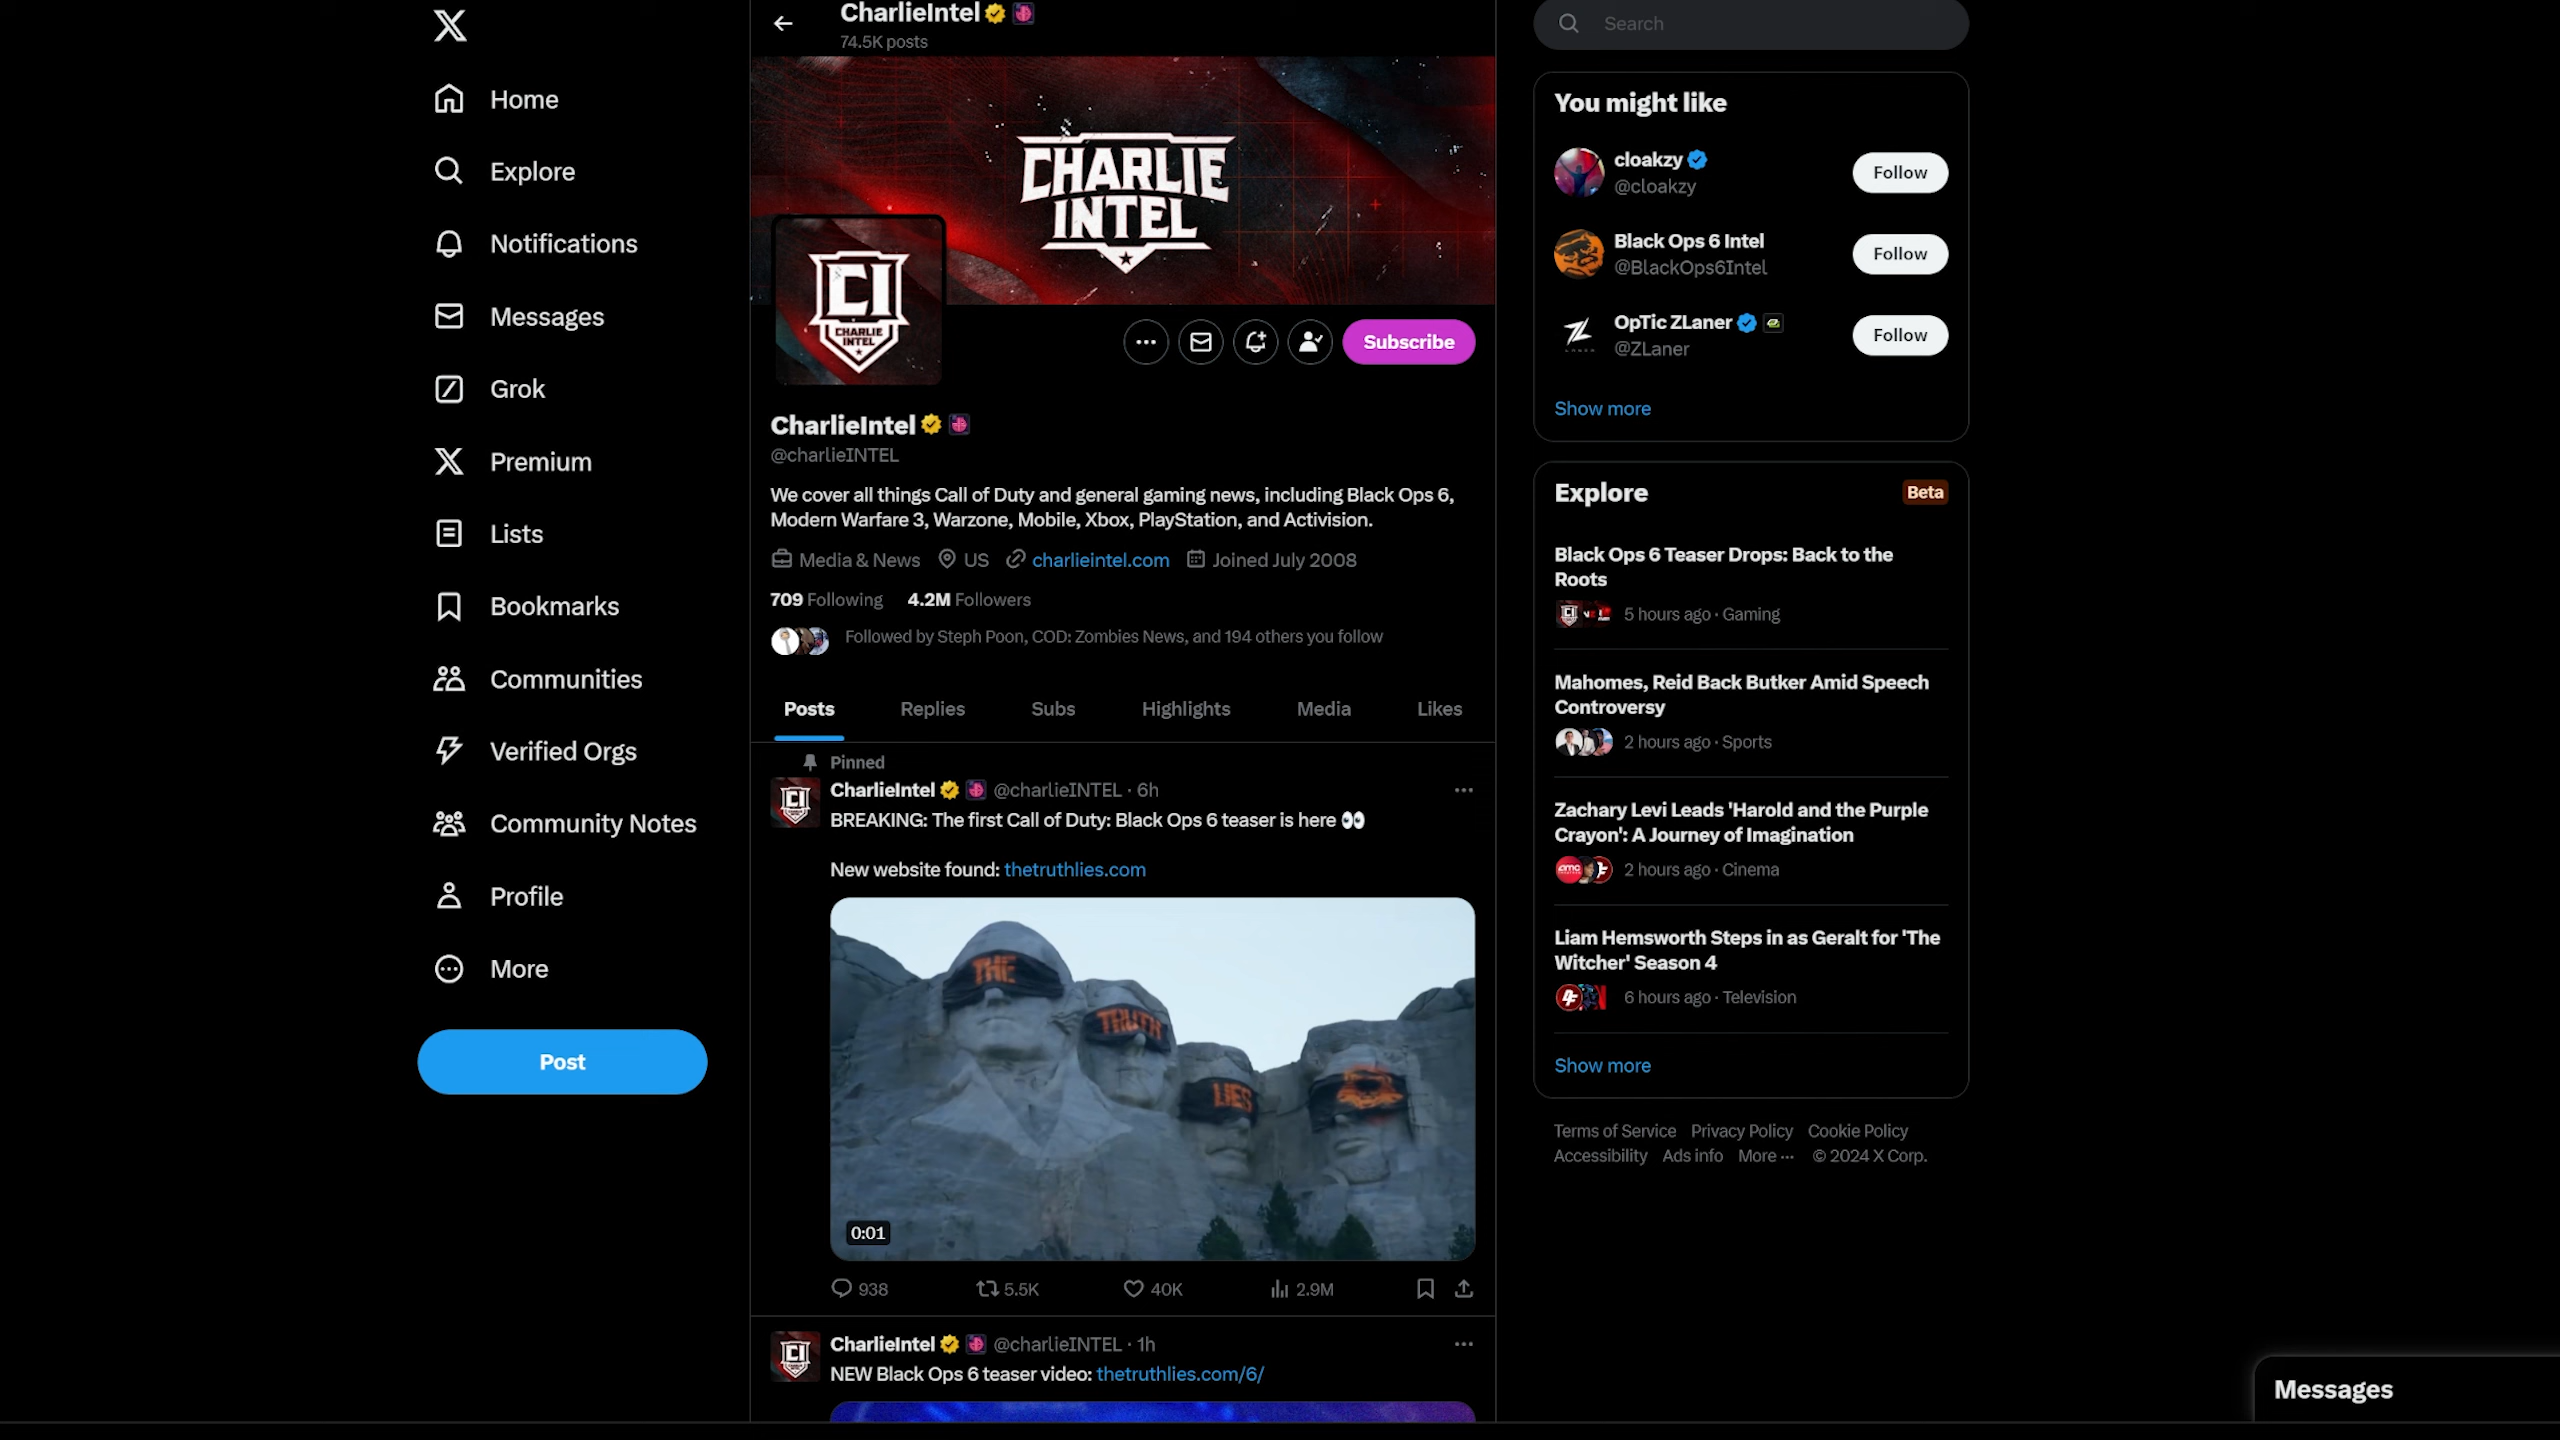 Home
Explore
Notifications
Messages
Grok
Premium
Lists
Bookmarks
Communities
Verified Orgs
Community Notes
Profile
More
Post
CharlieIntel
74.5K posts
CHARLIE
INTEL
CI
CHARLIE
INTEL
Subscribe
CharlieIntel
@charlieINTEL
We cover all things Call of Duty and general gaming news, including Black Ops 6,
Modern Warfare 3, Warzone, Mobile, Xbox, PlayStation, and Activision.
Media & News US charlieintel.com Joined July 2008
709 Following 4.2M Followers
Followed by Steph Poon, COD: Zombies News, and 194 others you follow
Posts Replies Subs Highlights Media Likes
Pinned
CharlieIntel @charlieINTEL · 6h
BREAKING: The first Call of Duty: Black Ops 6 teaser is here 👀
New website found: thetruthlies.com
THE
TRUTH
LIES
0:01
938 5.5K 40K 2.9M
CharlieIntel @charlieINTEL · 1h
NEW Black Ops 6 teaser video: thetruthlies.com/6/
Search
You might like
cloakzy
@cloakzy
Follow
Black Ops 6 Intel
@BlackOps6Intel
Follow
OpTic ZLaner
@ZLaner
Follow
Show more
Explore Beta
Black Ops 6 Teaser Drops: Back to the
Roots
5 hours ago · Gaming
Mahomes, Reid Back Butker Amid Speech
Controversy
2 hours ago · Sports
Zachary Levi Leads 'Harold and the Purple
Crayon': A Journey of Imagination
2 hours ago · Cinema
Liam Hemsworth Steps in as Geralt for 'The
Witcher' Season 4
6 hours ago · Television
Show more
Terms of Service Privacy Policy Cookie Policy
Accessibility Ads info More ··· © 2024 X Corp.
Messages